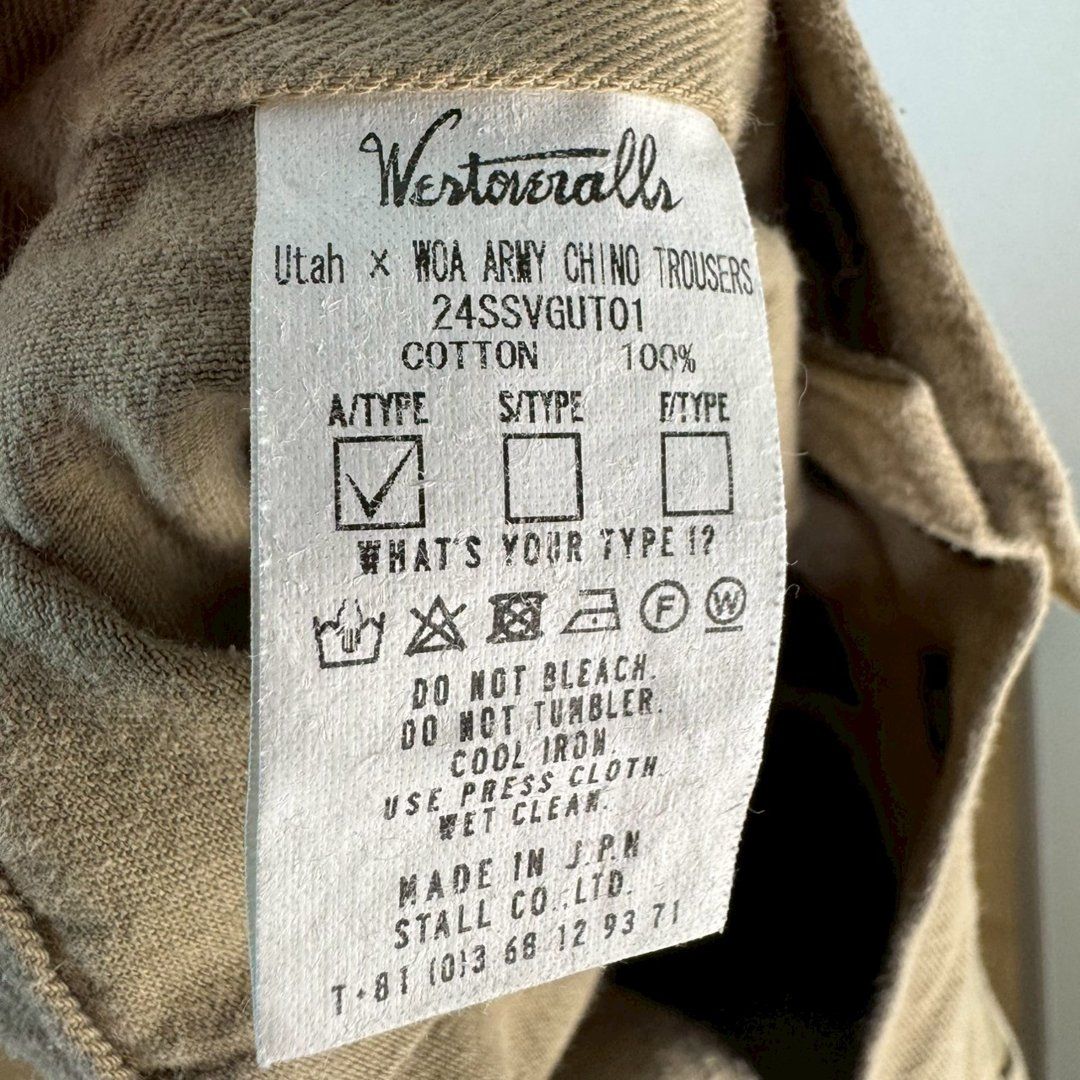 Westoveralls
Utah × WOA ARMY CHINO TROUSERS
24SSVGUT01
COTTON 100%
A/TYPE S/TYPE F/TYPE
WHAT'S YOUR TYPE !?
F W
DO NOT BLEACH.
DO NOT TUMBLER.
COOL IRON.
USE PRESS CLOTH.
WET CLEAN.
MADE IN J.P.N
STALL CO.,LTD.
T+81 (0)3 68 12 93 71